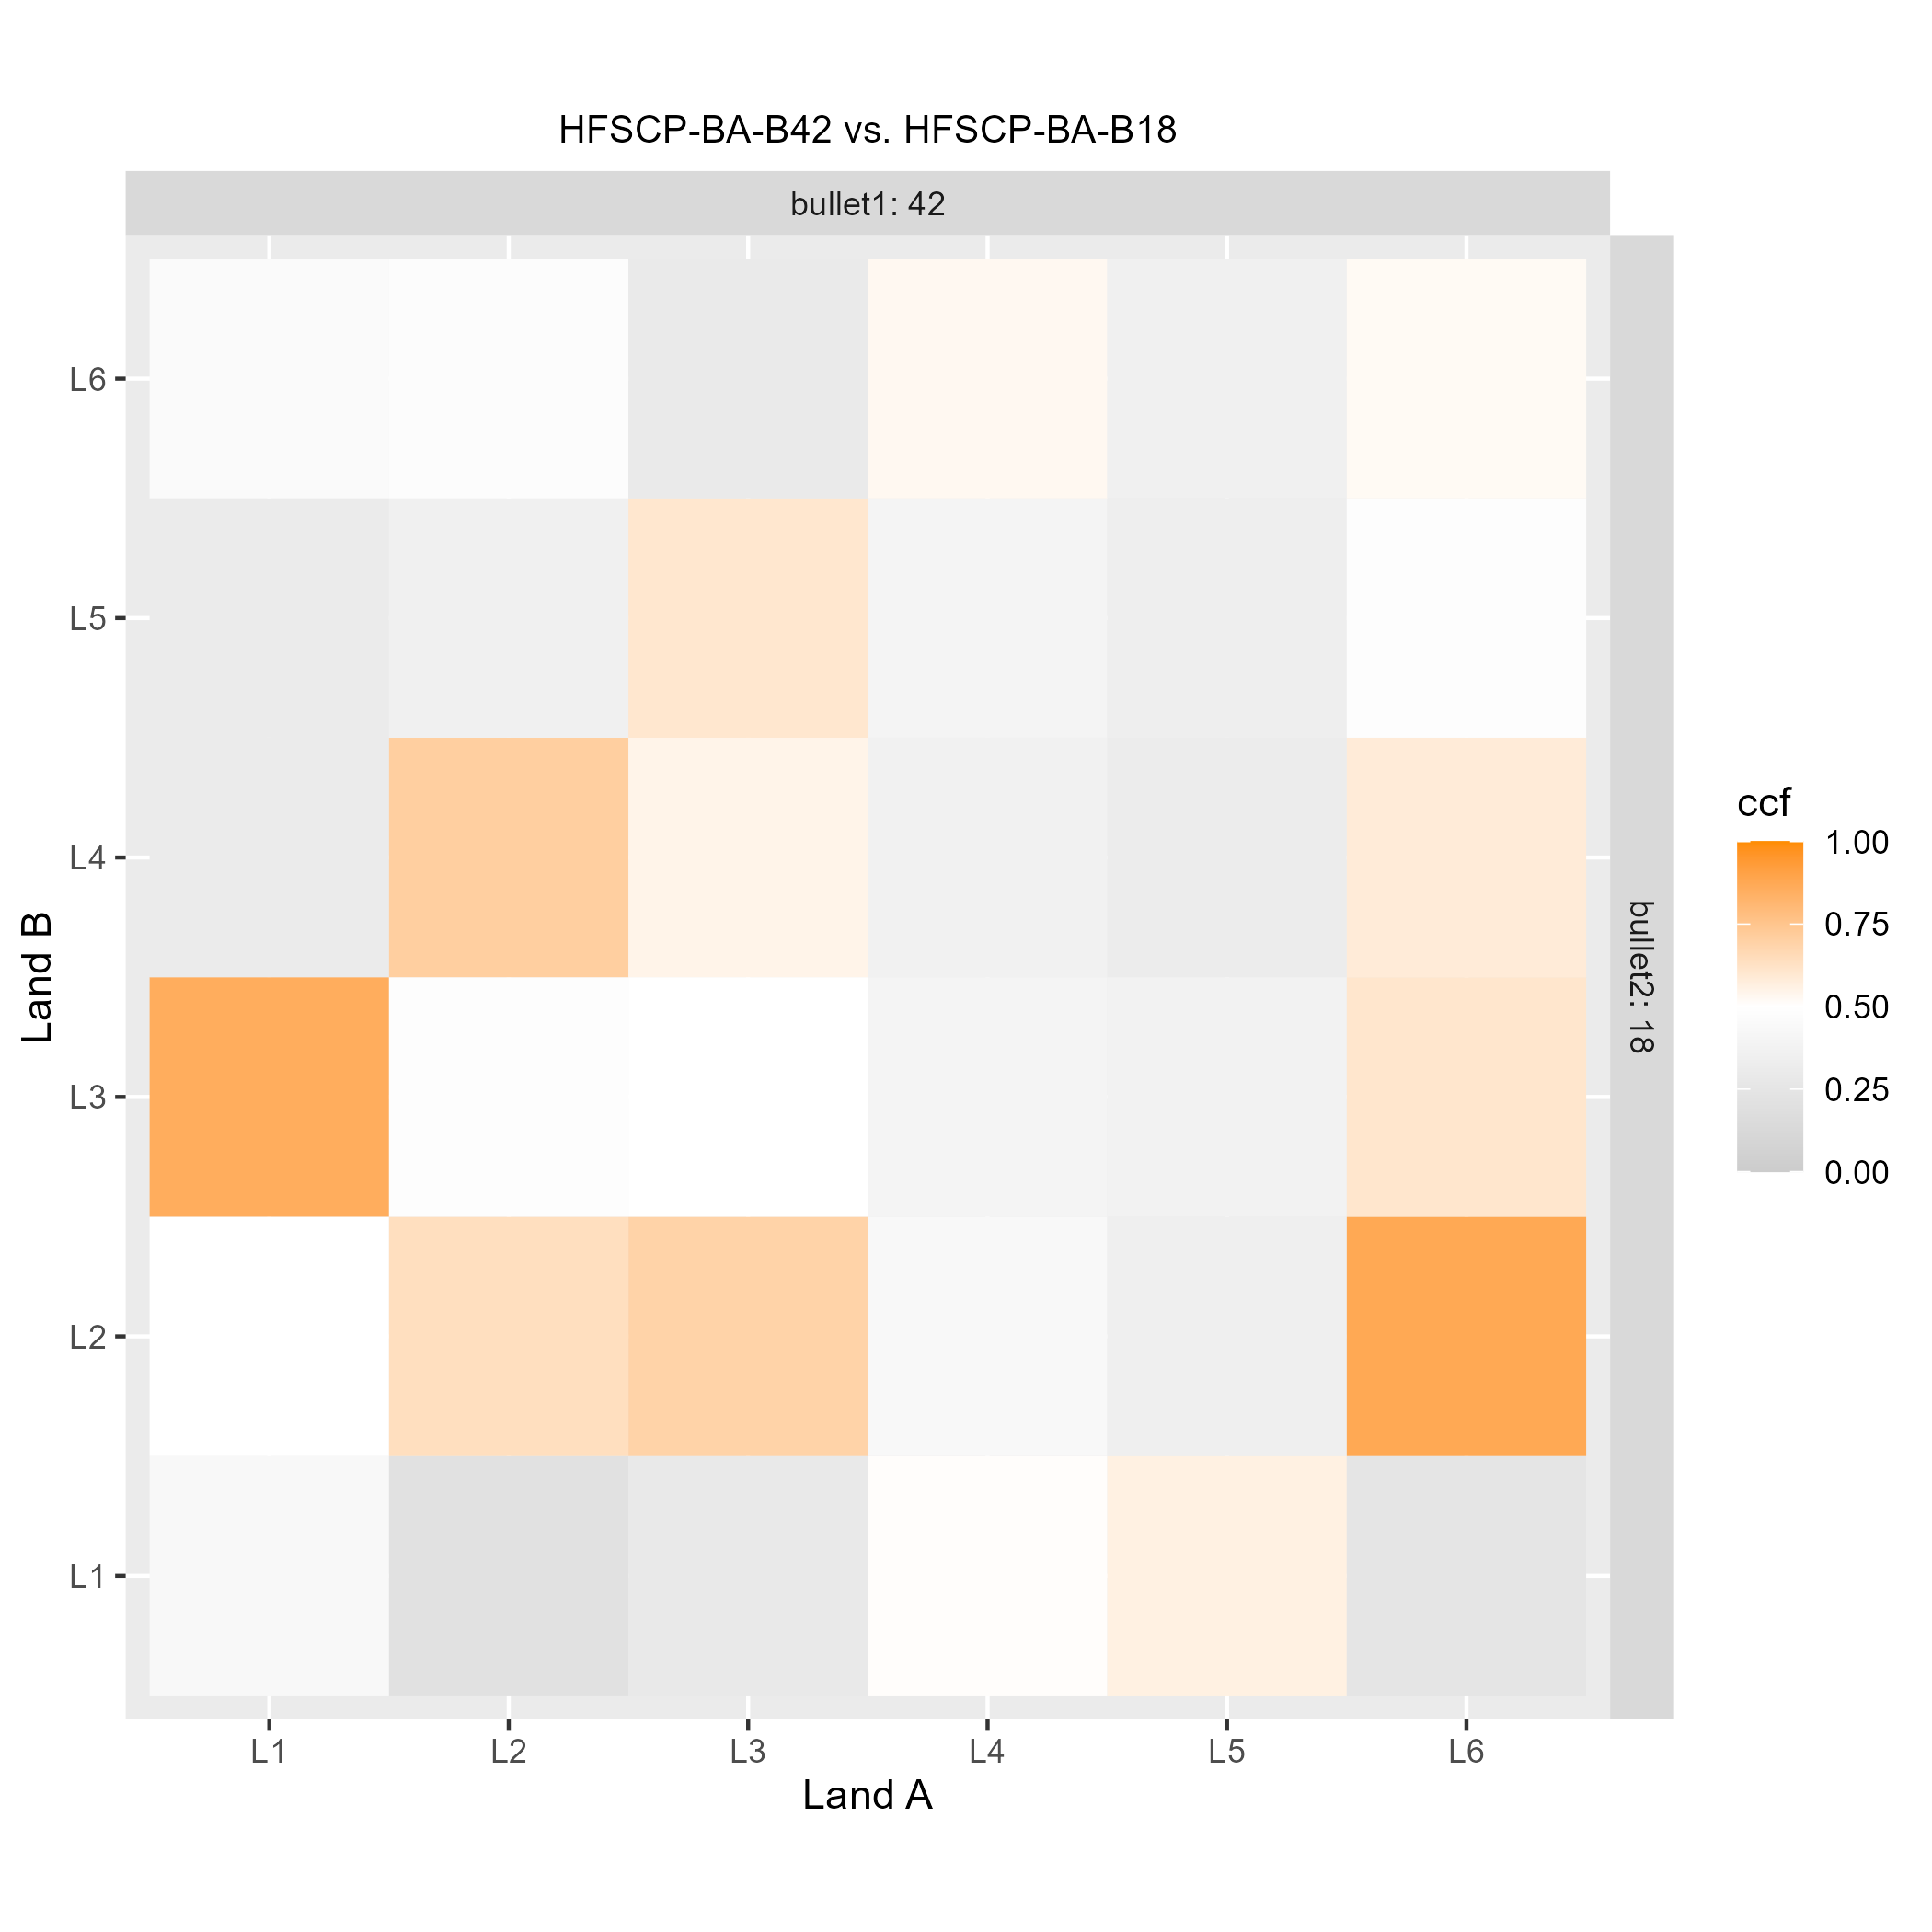 HFSCP-BA-B42 vs. HFSCP-BA-B18
bullet1: 42
L6
L5
L4
L3
L2
L1
Land B
L1 L2 L3 L4 L5 L6
Land A
bullet2: 18
ccf
1.00
0.75
0.50
0.25
0.00